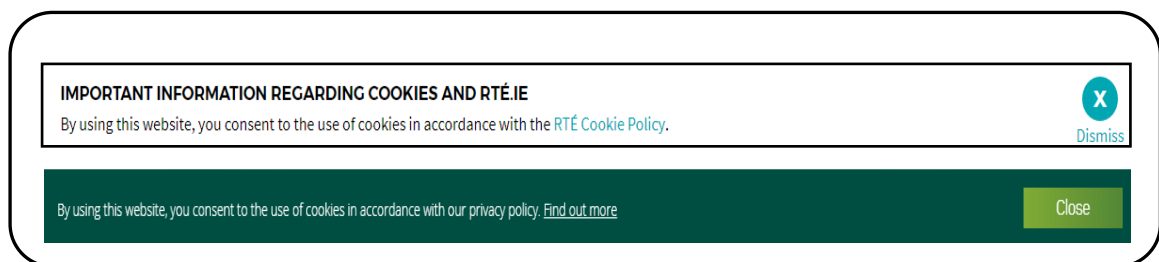 IMPORTANT INFORMATION REGARDING COOKIES AND RTÉ.IE
By using this website, you consent to the use of cookies in accordance with the RTÉ Cookie Policy.
X
Dismiss
By using this website, you consent to the use of cookies in accordance with our privacy policy. Find out more
Close